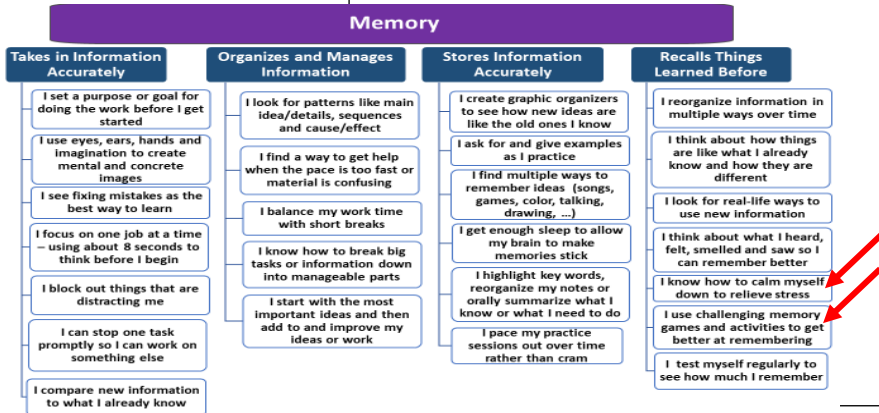 Memory
Takes in Information
Accurately
I set a purpose or goal for
doing the work before I get
started
I use eyes, ears, hands and
imagination to create
mental and concrete
images
I see fixing mistakes as the
best way to learn
I focus on one job at a time
– using about 8 seconds to
think before I begin
I block out things that are
distracting me
I can stop one task
promptly so I can work on
something else
I compare new information
to what I already know
Organizes and Manages
Information
I look for patterns like main
idea/details, sequences
and cause/effect
I find a way to get help
when the pace is too fast or
material is confusing
I balance my work time
with short breaks
I know how to break big
tasks or information down
into manageable parts
I start with the most
important ideas and then
add to and improve my
ideas or work
Stores Information
Accurately
I create graphic organizers
to see how new ideas are
like the old ones I know
I ask for and give examples
as I practice
I find multiple ways to
remember ideas (songs,
games, color, talking,
drawing, ...)
I get enough sleep to allow
my brain to make
memories stick
I highlight key words,
reorganize my notes or
orally summarize what I
know or what I need to do
I pace my practice
sessions out over time
rather than cram
Recalls Things
Learned Before
I reorganize information in
multiple ways over time
I think about how things
are like what I already
know and how they are
different
I look for real-life ways to
use new information
I think about what I heard,
felt, smelled and saw so I
can remember better
I know how to calm myself
down to relieve stress
I use challenging memory
games and activities to get
better at remembering
I test myself regularly to
see how much I remember